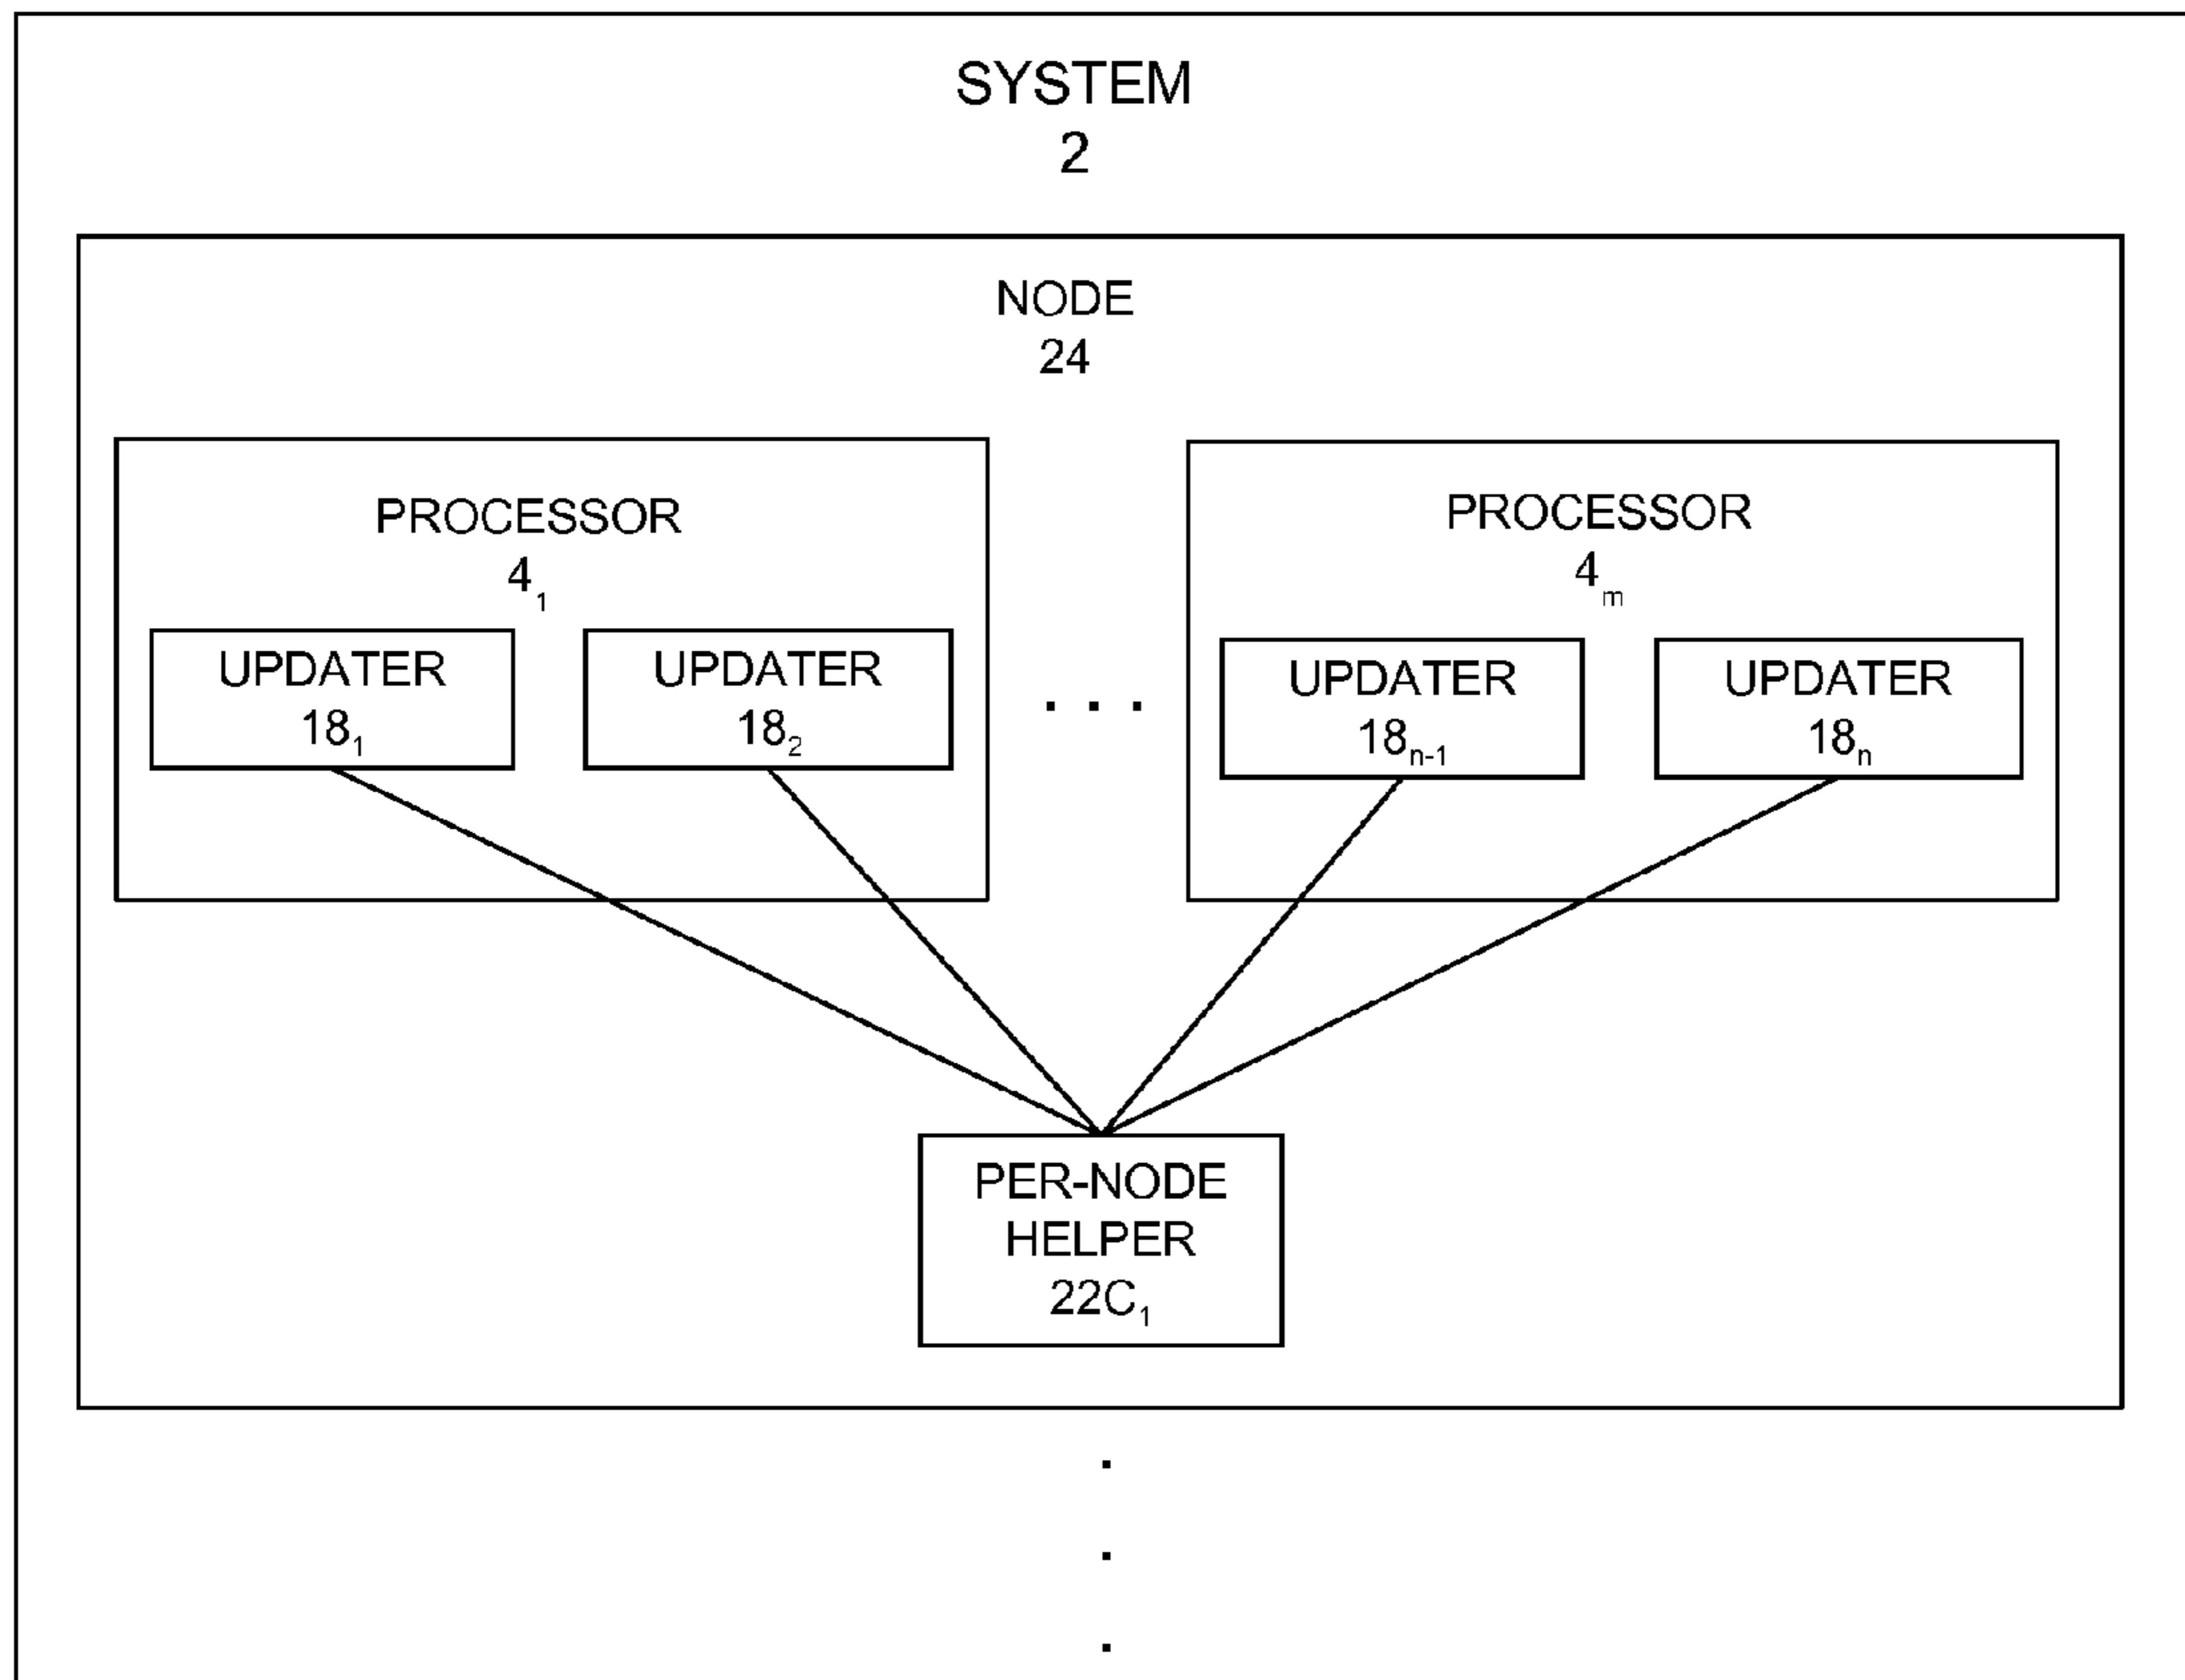 SYSTEM
2
NODE
24
PROCESSOR
4₁
PROCESSOR
4ₘ
UPDATER
18₁
UPDATER
18₂
. . .
UPDATER
18ₙ₋₁
UPDATER
18ₙ
PER-NODE
HELPER
22C₁
.
.
.